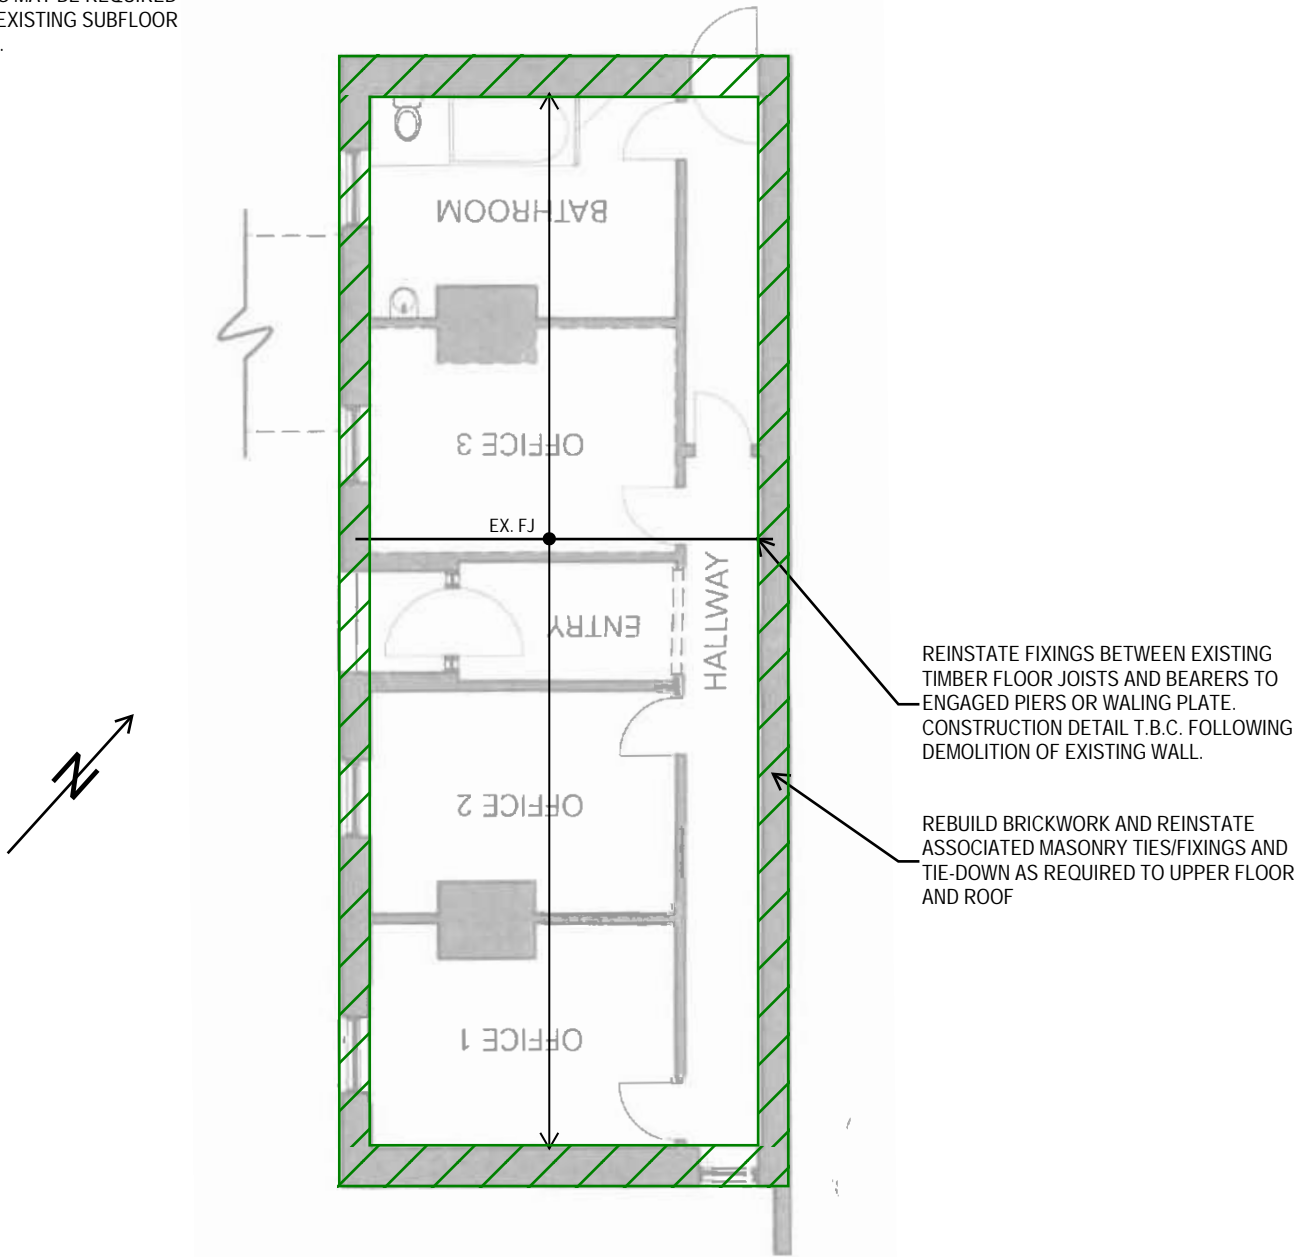 MAY BE REQUIRED
EXISTING SUBFLOOR
.
BATHROOM
OFFICE 3
EX. FJ
ENTRY
HALLWAY
OFFICE 2
OFFICE 1
N
REINSTATE FIXINGS BETWEEN EXISTING
TIMBER FLOOR JOISTS AND BEARERS TO
ENGAGED PIERS OR WALING PLATE.
CONSTRUCTION DETAIL T.B.C. FOLLOWING
DEMOLITION OF EXISTING WALL.
REBUILD BRICKWORK AND REINSTATE
ASSOCIATED MASONRY TIES/FIXINGS AND
TIE-DOWN AS REQUIRED TO UPPER FLOOR
AND ROOF